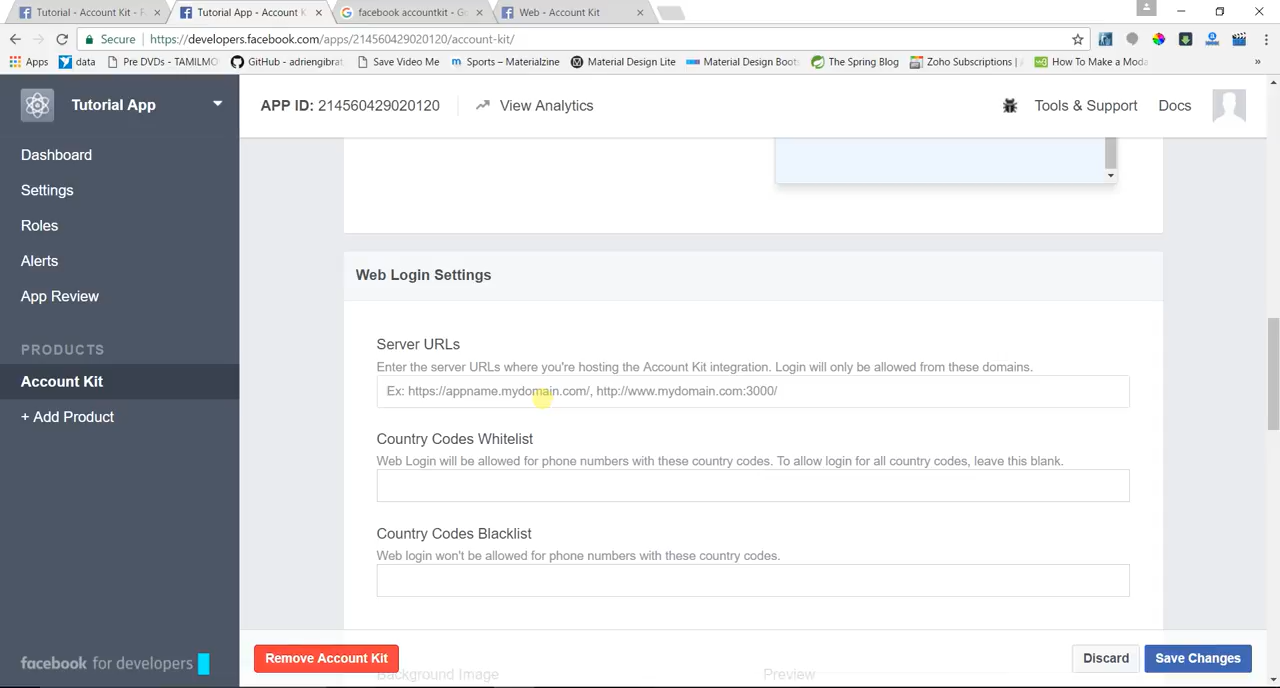 Tutorial - Account Kit - F
Tutorial App - Account K
facebook accountkit - Go
Web - Account Kit
Secure
https://developers.facebook.com/apps/214560429020120/account-kit/
Apps
data
Pre DVDs - TAMILMO
GitHub - adriengibrat
Save Video Me
Sports – Materialzine
Material Design Lite
Material Design Boots
The Spring Blog
Zoho Subscriptions |
How To Make a Moda
»
Tutorial App
APP ID: 214560429020120
View Analytics
Tools & Support
Docs
Dashboard
Settings
Roles
Alerts
App Review
PRODUCTS
Account Kit
+ Add Product
facebook for developers
Web Login Settings
Server URLs
Enter the server URLs where you're hosting the Account Kit integration. Login will only be allowed from these domains.
Ex: https://appname.mydomain.com/, http://www.mydomain.com:3000/
Country Codes Whitelist
Web Login will be allowed for phone numbers with these country codes. To allow login for all country codes, leave this blank.
Country Codes Blacklist
Web login won't be allowed for phone numbers with these country codes.
Remove Account Kit
Discard
Save Changes
Background Image
Preview